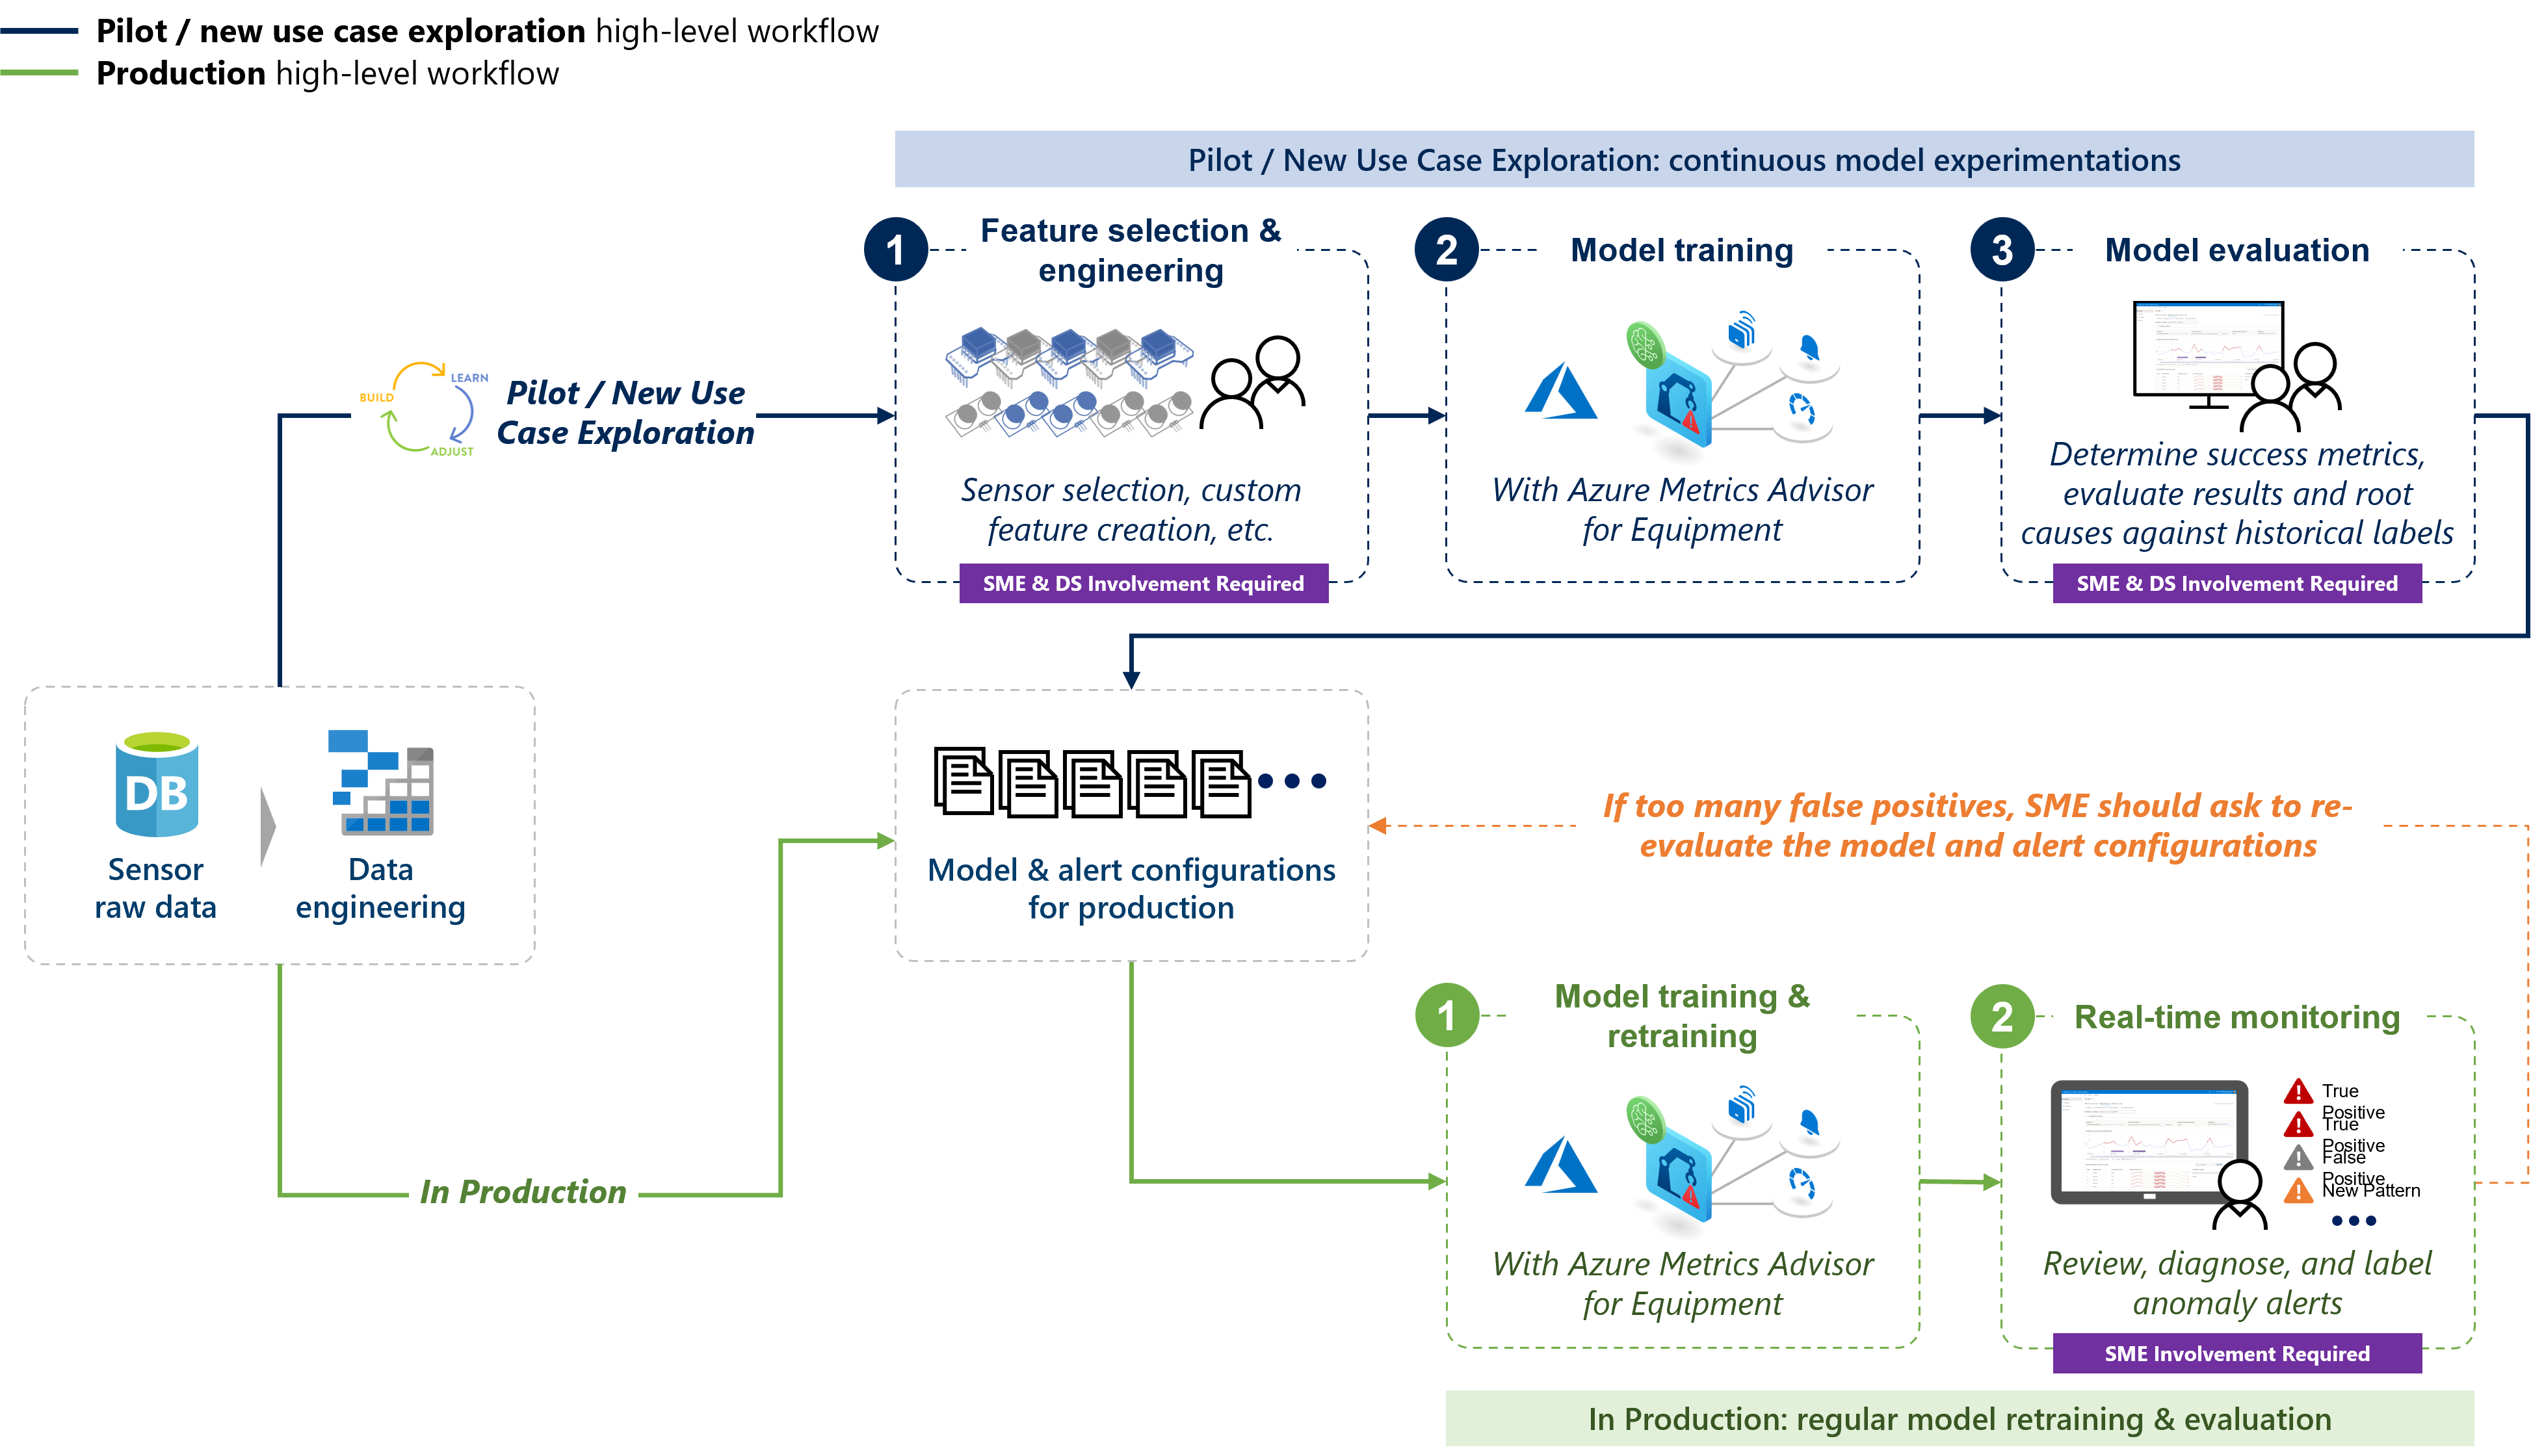 Pilot / new use case exploration high-level workflow
Production high-level workflow
Pilot / New Use Case Exploration: continuous model experimentations
1
Feature selection &
engineering
Sensor selection, custom
feature creation, etc.
SME & DS Involvement Required
2
Model training
With Azure Metrics Advisor
for Equipment
3
Model evaluation
Determine success metrics,
evaluate results and root
causes against historical labels
SME & DS Involvement Required
BUILD
LEARN
ADJUST
Pilot / New Use
Case Exploration
DB
Sensor
raw data
Data
engineering
Model & alert configurations
for production
If too many false positives, SME should ask to re-
evaluate the model and alert configurations
In Production
1
Model training &
retraining
With Azure Metrics Advisor
for Equipment
2
Real-time monitoring
True
Positive
True
Positive
False
Positive
New Pattern
Review, diagnose, and label
anomaly alerts
SME Involvement Required
In Production: regular model retraining & evaluation